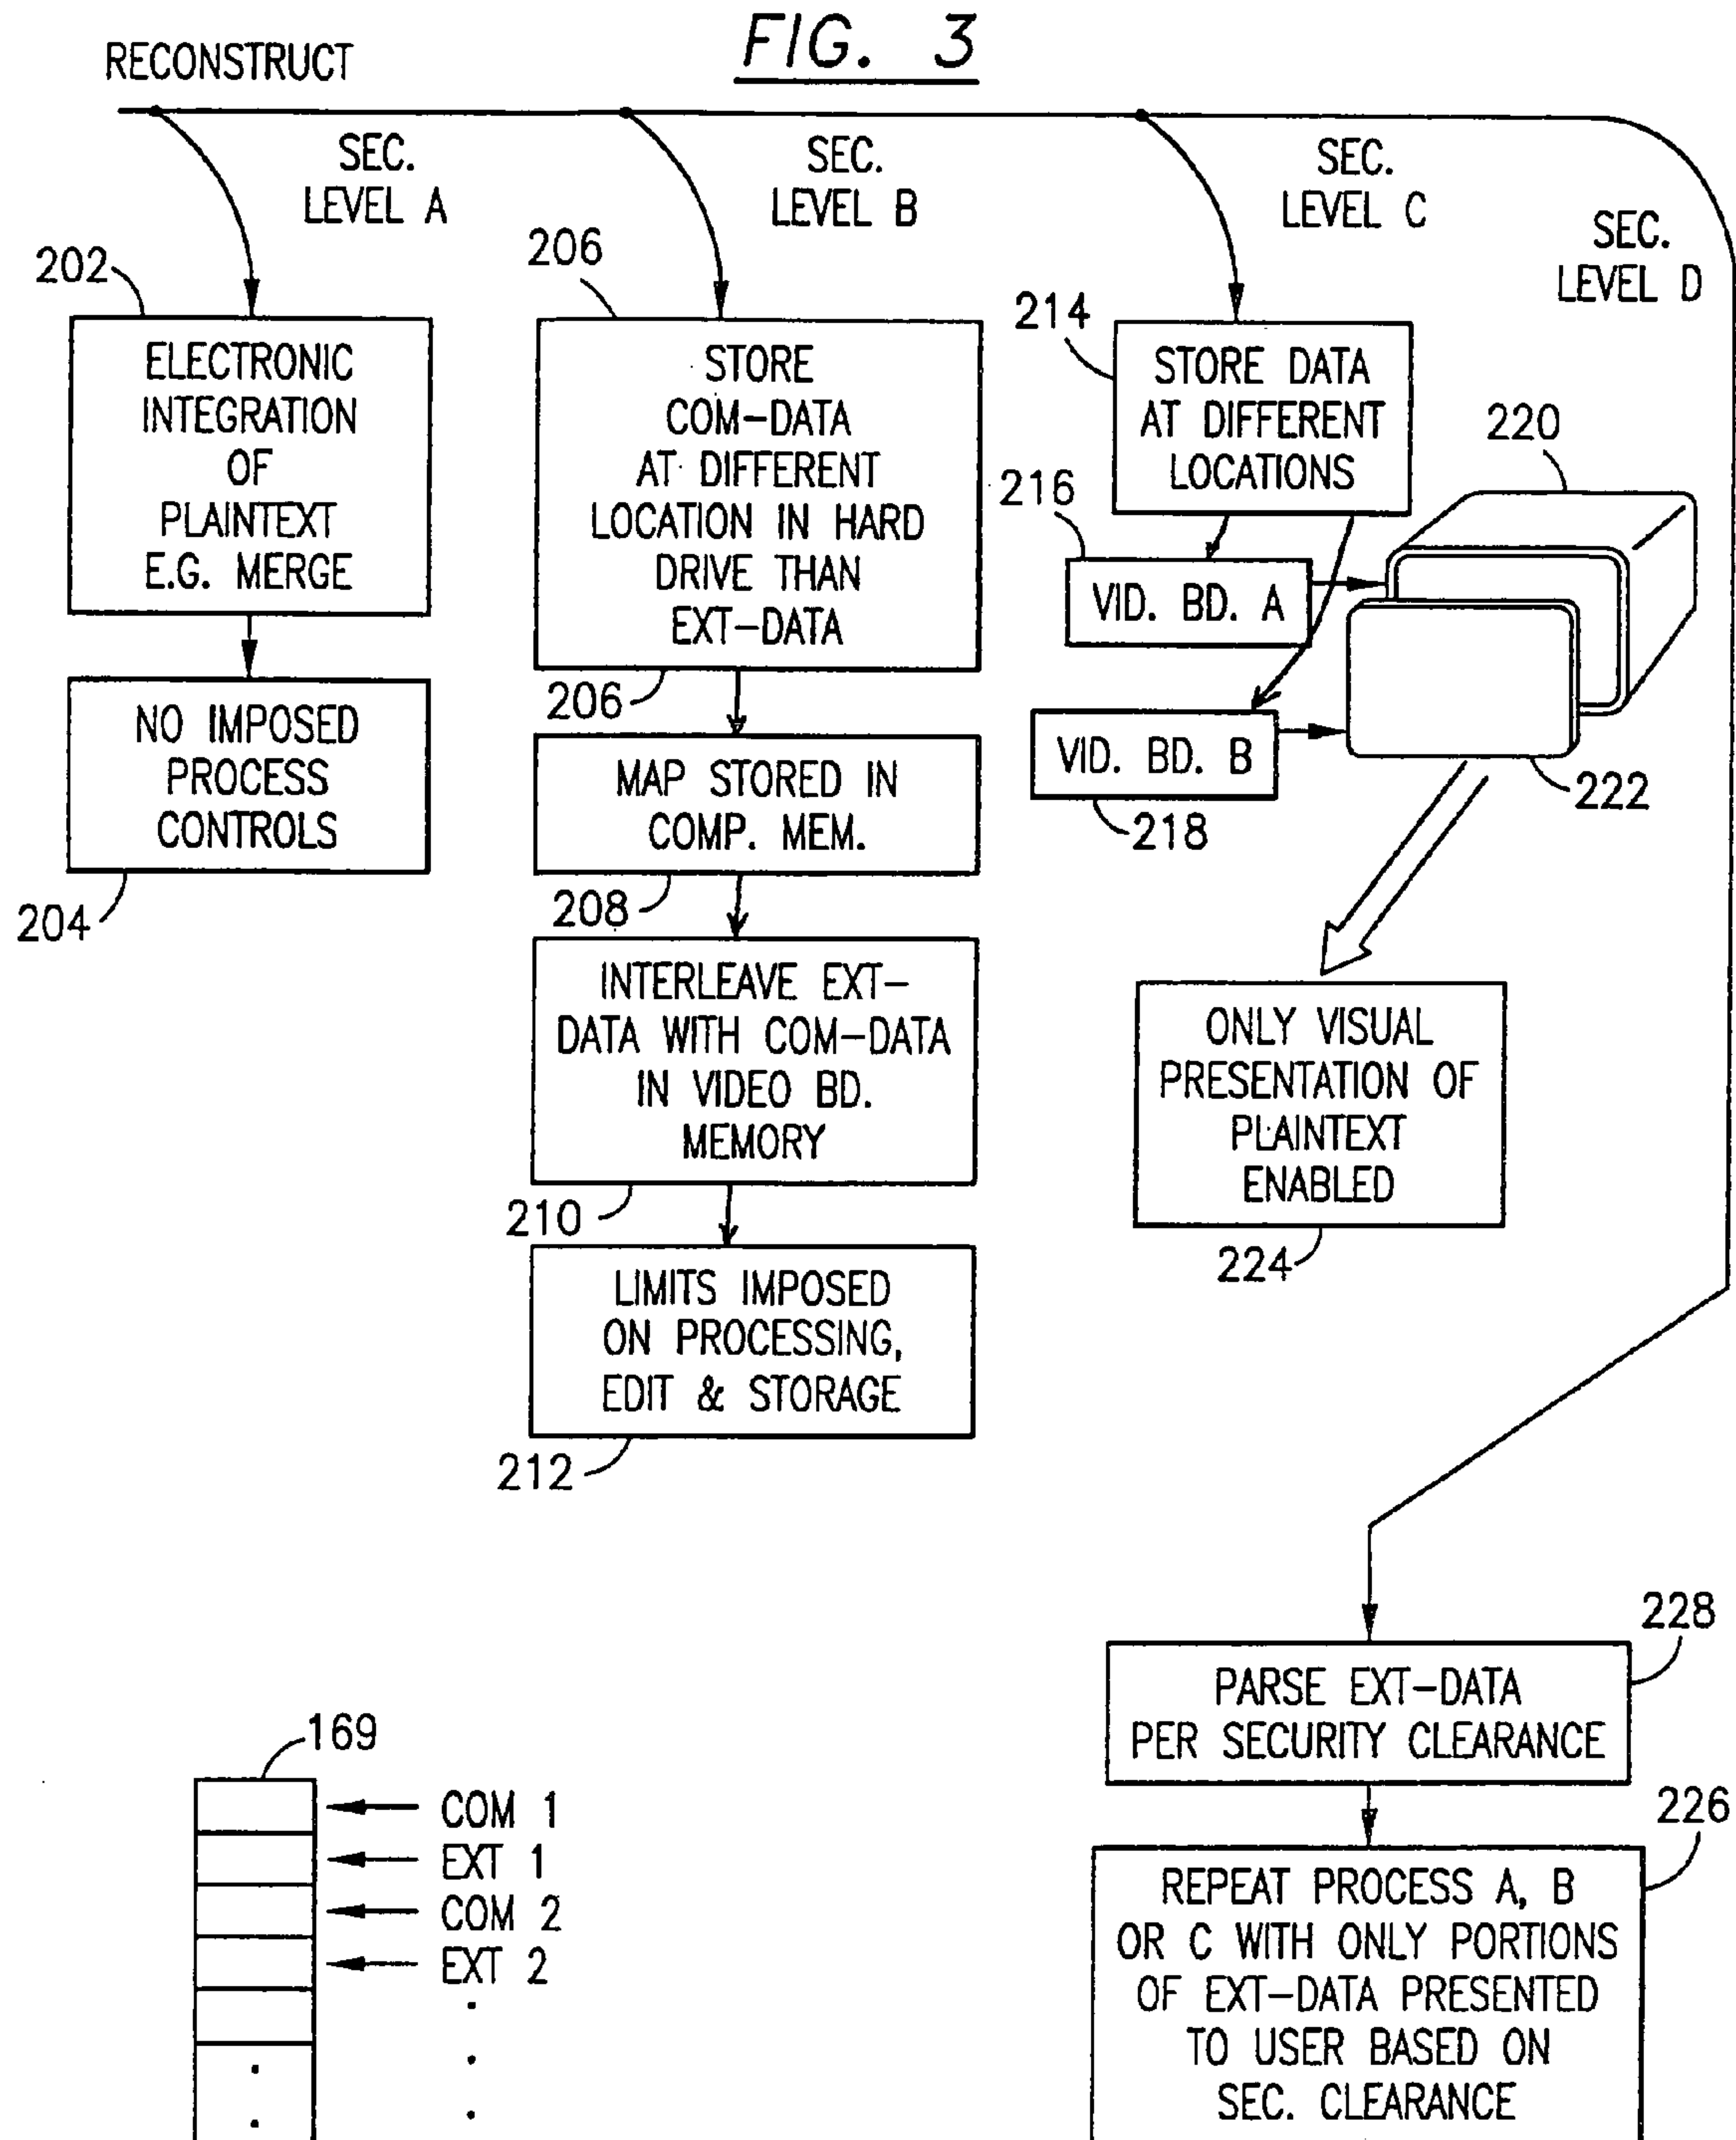 FIG. 3
RECONSTRUCT
SEC.
LEVEL A
SEC.
LEVEL B
SEC.
LEVEL C
SEC.
LEVEL D
202
ELECTRONIC
INTEGRATION
OF
PLAINTEXT
E.G. MERGE
NO IMPOSED
PROCESS
CONTROLS
204
206
STORE
COM-DATA
AT DIFFERENT
LOCATION IN HARD
DRIVE THAN
EXT-DATA
206
MAP STORED IN
COMP. MEM.
208
INTERLEAVE EXT-
DATA WITH COM-DATA
IN VIDEO BD.
MEMORY
210
LIMITS IMPOSED
ON PROCESSING,
EDIT & STORAGE
212
214
STORE DATA
AT DIFFERENT
LOCATIONS
216
VID. BD. A
220
VID. BD. B
218
222
ONLY VISUAL
PRESENTATION OF
PLAINTEXT
ENABLED
224
228
PARSE EXT-DATA
PER SECURITY CLEARANCE
226
REPEAT PROCESS A, B
OR C WITH ONLY PORTIONS
OF EXT-DATA PRESENTED
TO USER BASED ON
SEC. CLEARANCE
169
COM 1
EXT 1
COM 2
EXT 2